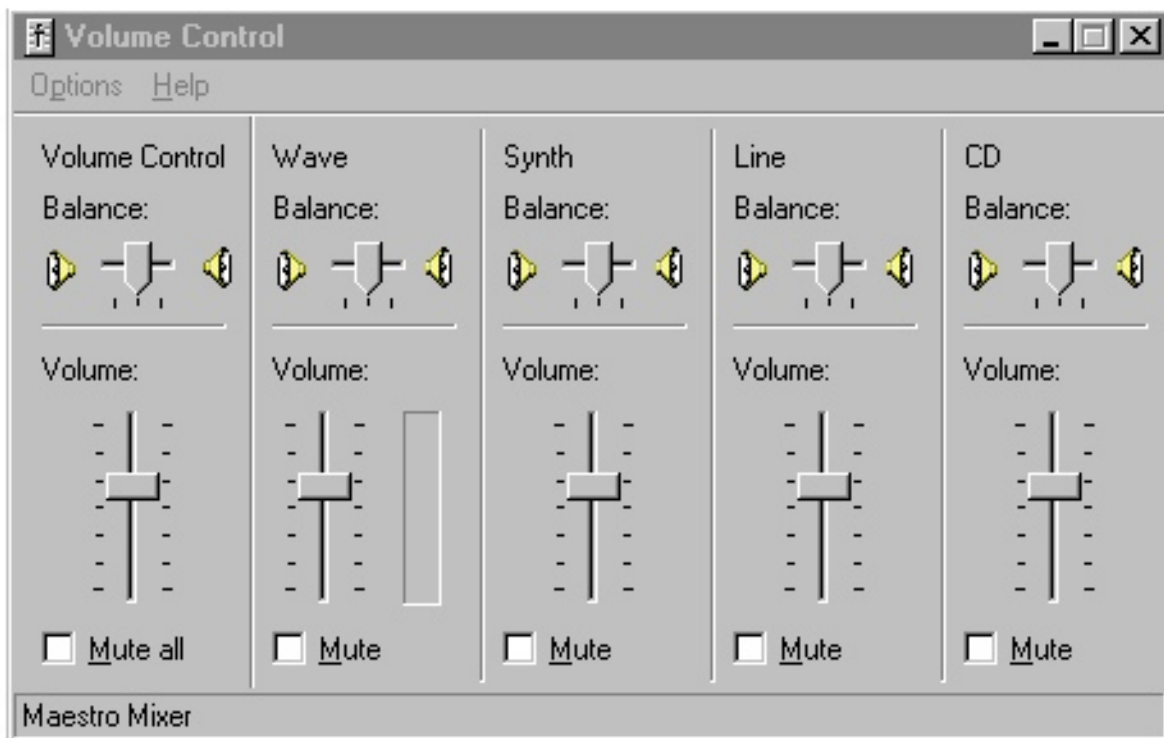 Volume Control
Options Help
Volume Control Wave Synth Line CD
Balance: Balance: Balance: Balance: Balance:
Volume: Volume: Volume: Volume: Volume:
Mute all Mute Mute Mute Mute
Maestro Mixer